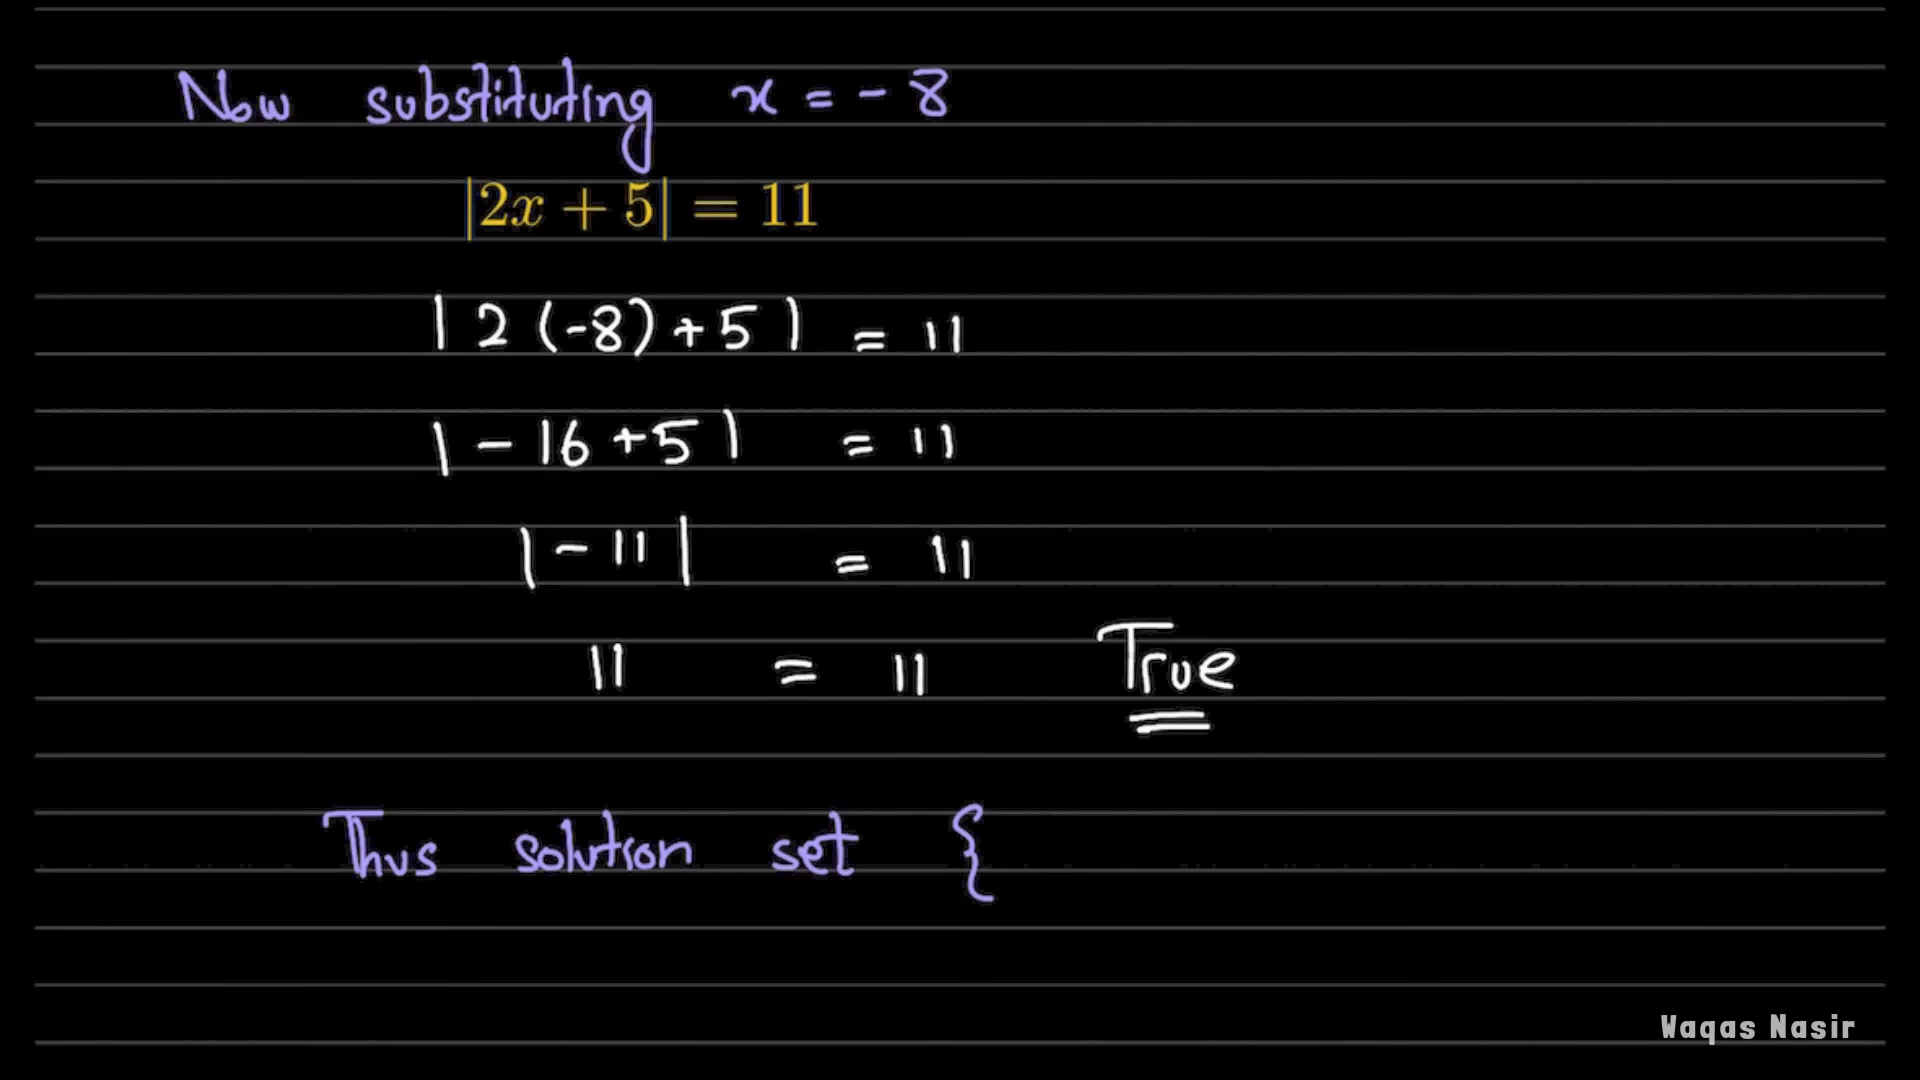 Now substituting x = - 8
|2x + 5| = 11
| 2 (-8) + 5 | = 11
| - 16 + 5 | = 11
| - 11 | = 11
11 = 11 True
Thus solution set {
Waqas Nasir